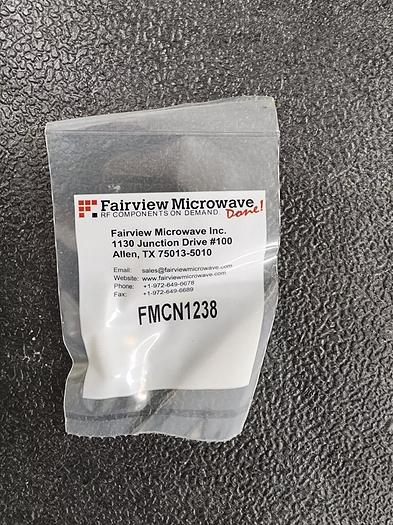 Fairview Microwave
RF COMPONENTS ON DEMAND. Done!
Fairview Microwave Inc.
1130 Junction Drive #100
Allen, TX 75013-5010
Email: sales@fairviewmicrowave.com
Website: www.fairviewmicrowave.com
Phone: +1-972-649-6678
Fax: +1-972-649-6689
FMCN1238